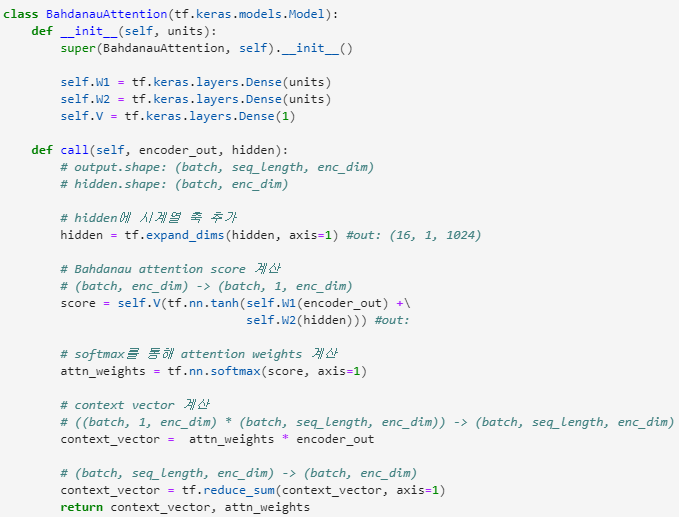 class BahdanauAttention(tf.keras.models.Model):
    def __init__(self, units):
        super(BahdanauAttention, self).__init__()

        self.W1 = tf.keras.layers.Dense(units)
        self.W2 = tf.keras.layers.Dense(units)
        self.V = tf.keras.layers.Dense(1)

    def call(self, encoder_out, hidden):
        # output.shape: (batch, seq_length, enc_dim)
        # hidden.shape: (batch, enc_dim)

        # hidden에 시계열 축 추가
        hidden = tf.expand_dims(hidden, axis=1) #out: (16, 1, 1024)

        # Bahdanau attention score 계산
        # (batch, enc_dim) -> (batch, 1, enc_dim)
        score = self.V(tf.nn.tanh(self.W1(encoder_out) +\
                                  self.W2(hidden))) #out:

        # softmax를 통해 attention weights 계산
        attn_weights = tf.nn.softmax(score, axis=1)

        # context vector 계산
        # ((batch, 1, enc_dim) * (batch, seq_length, enc_dim)) -> (batch, seq_length, enc_dim)
        context_vector =  attn_weights * encoder_out

        # (batch, seq_length, enc_dim) -> (batch, enc_dim)
        context_vector = tf.reduce_sum(context_vector, axis=1)
        return context_vector, attn_weights